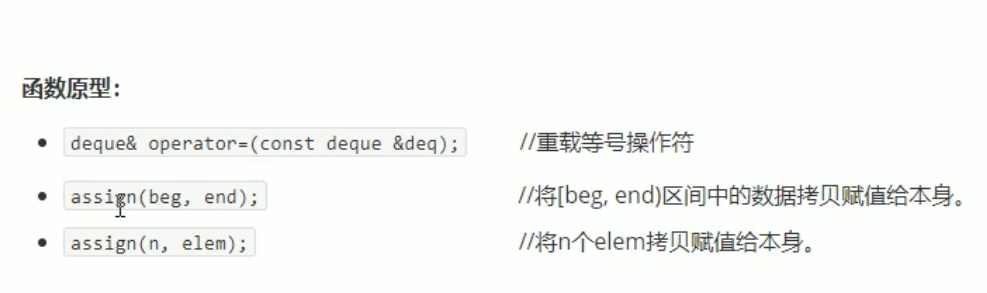 函数原型：
deque& operator=(const deque &deq); //重载等号操作符
assign(beg, end); //将[beg, end)区间中的数据拷贝赋值给本身。
assign(n, elem); //将n个elem拷贝赋值给本身。